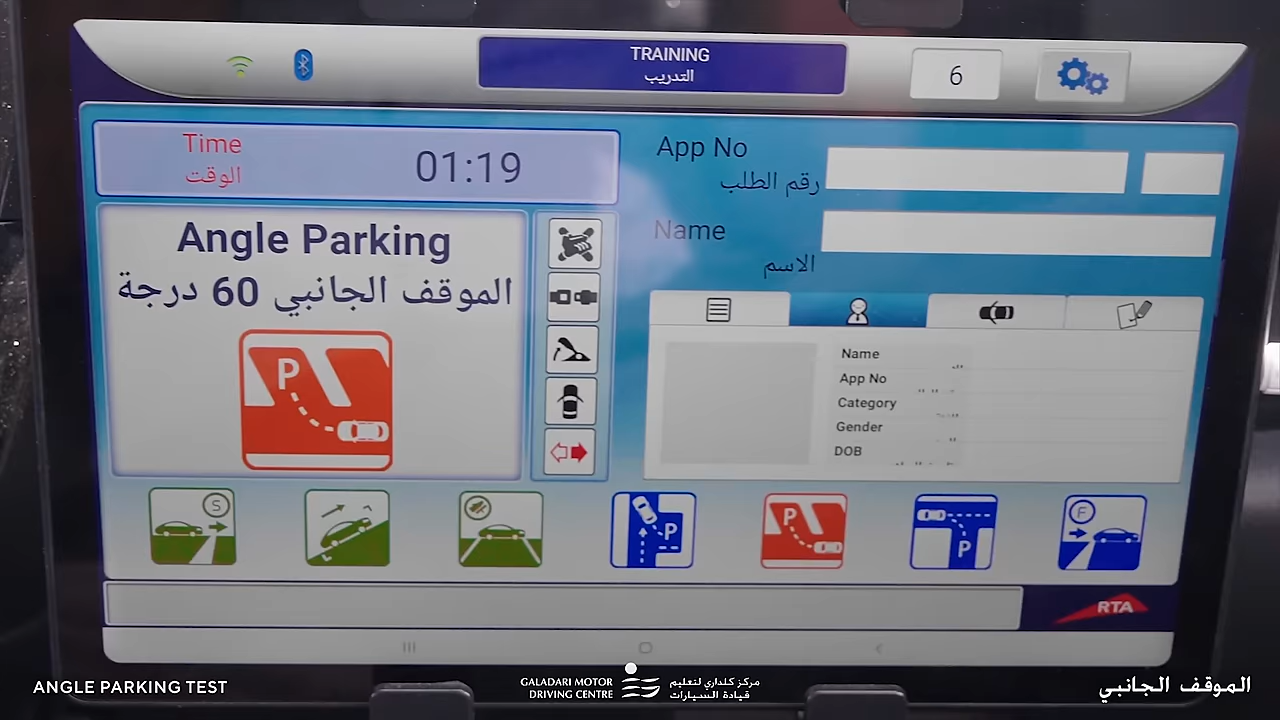 TRAINING
التدريب
6
Time
الوقت
01:19
App No
رقم الطلب
Name
الاسم
Angle Parking
الموقف الجانبي 60 درجة
P
Name
App No
Category
Gender
DOB
S
P
P
P
F
RTA
ANGLE PARKING TEST
GALADARI MOTOR
DRIVING CENTRE
مركز كلداري لتعليم
قيادة السيارات
الموقف الجانبي